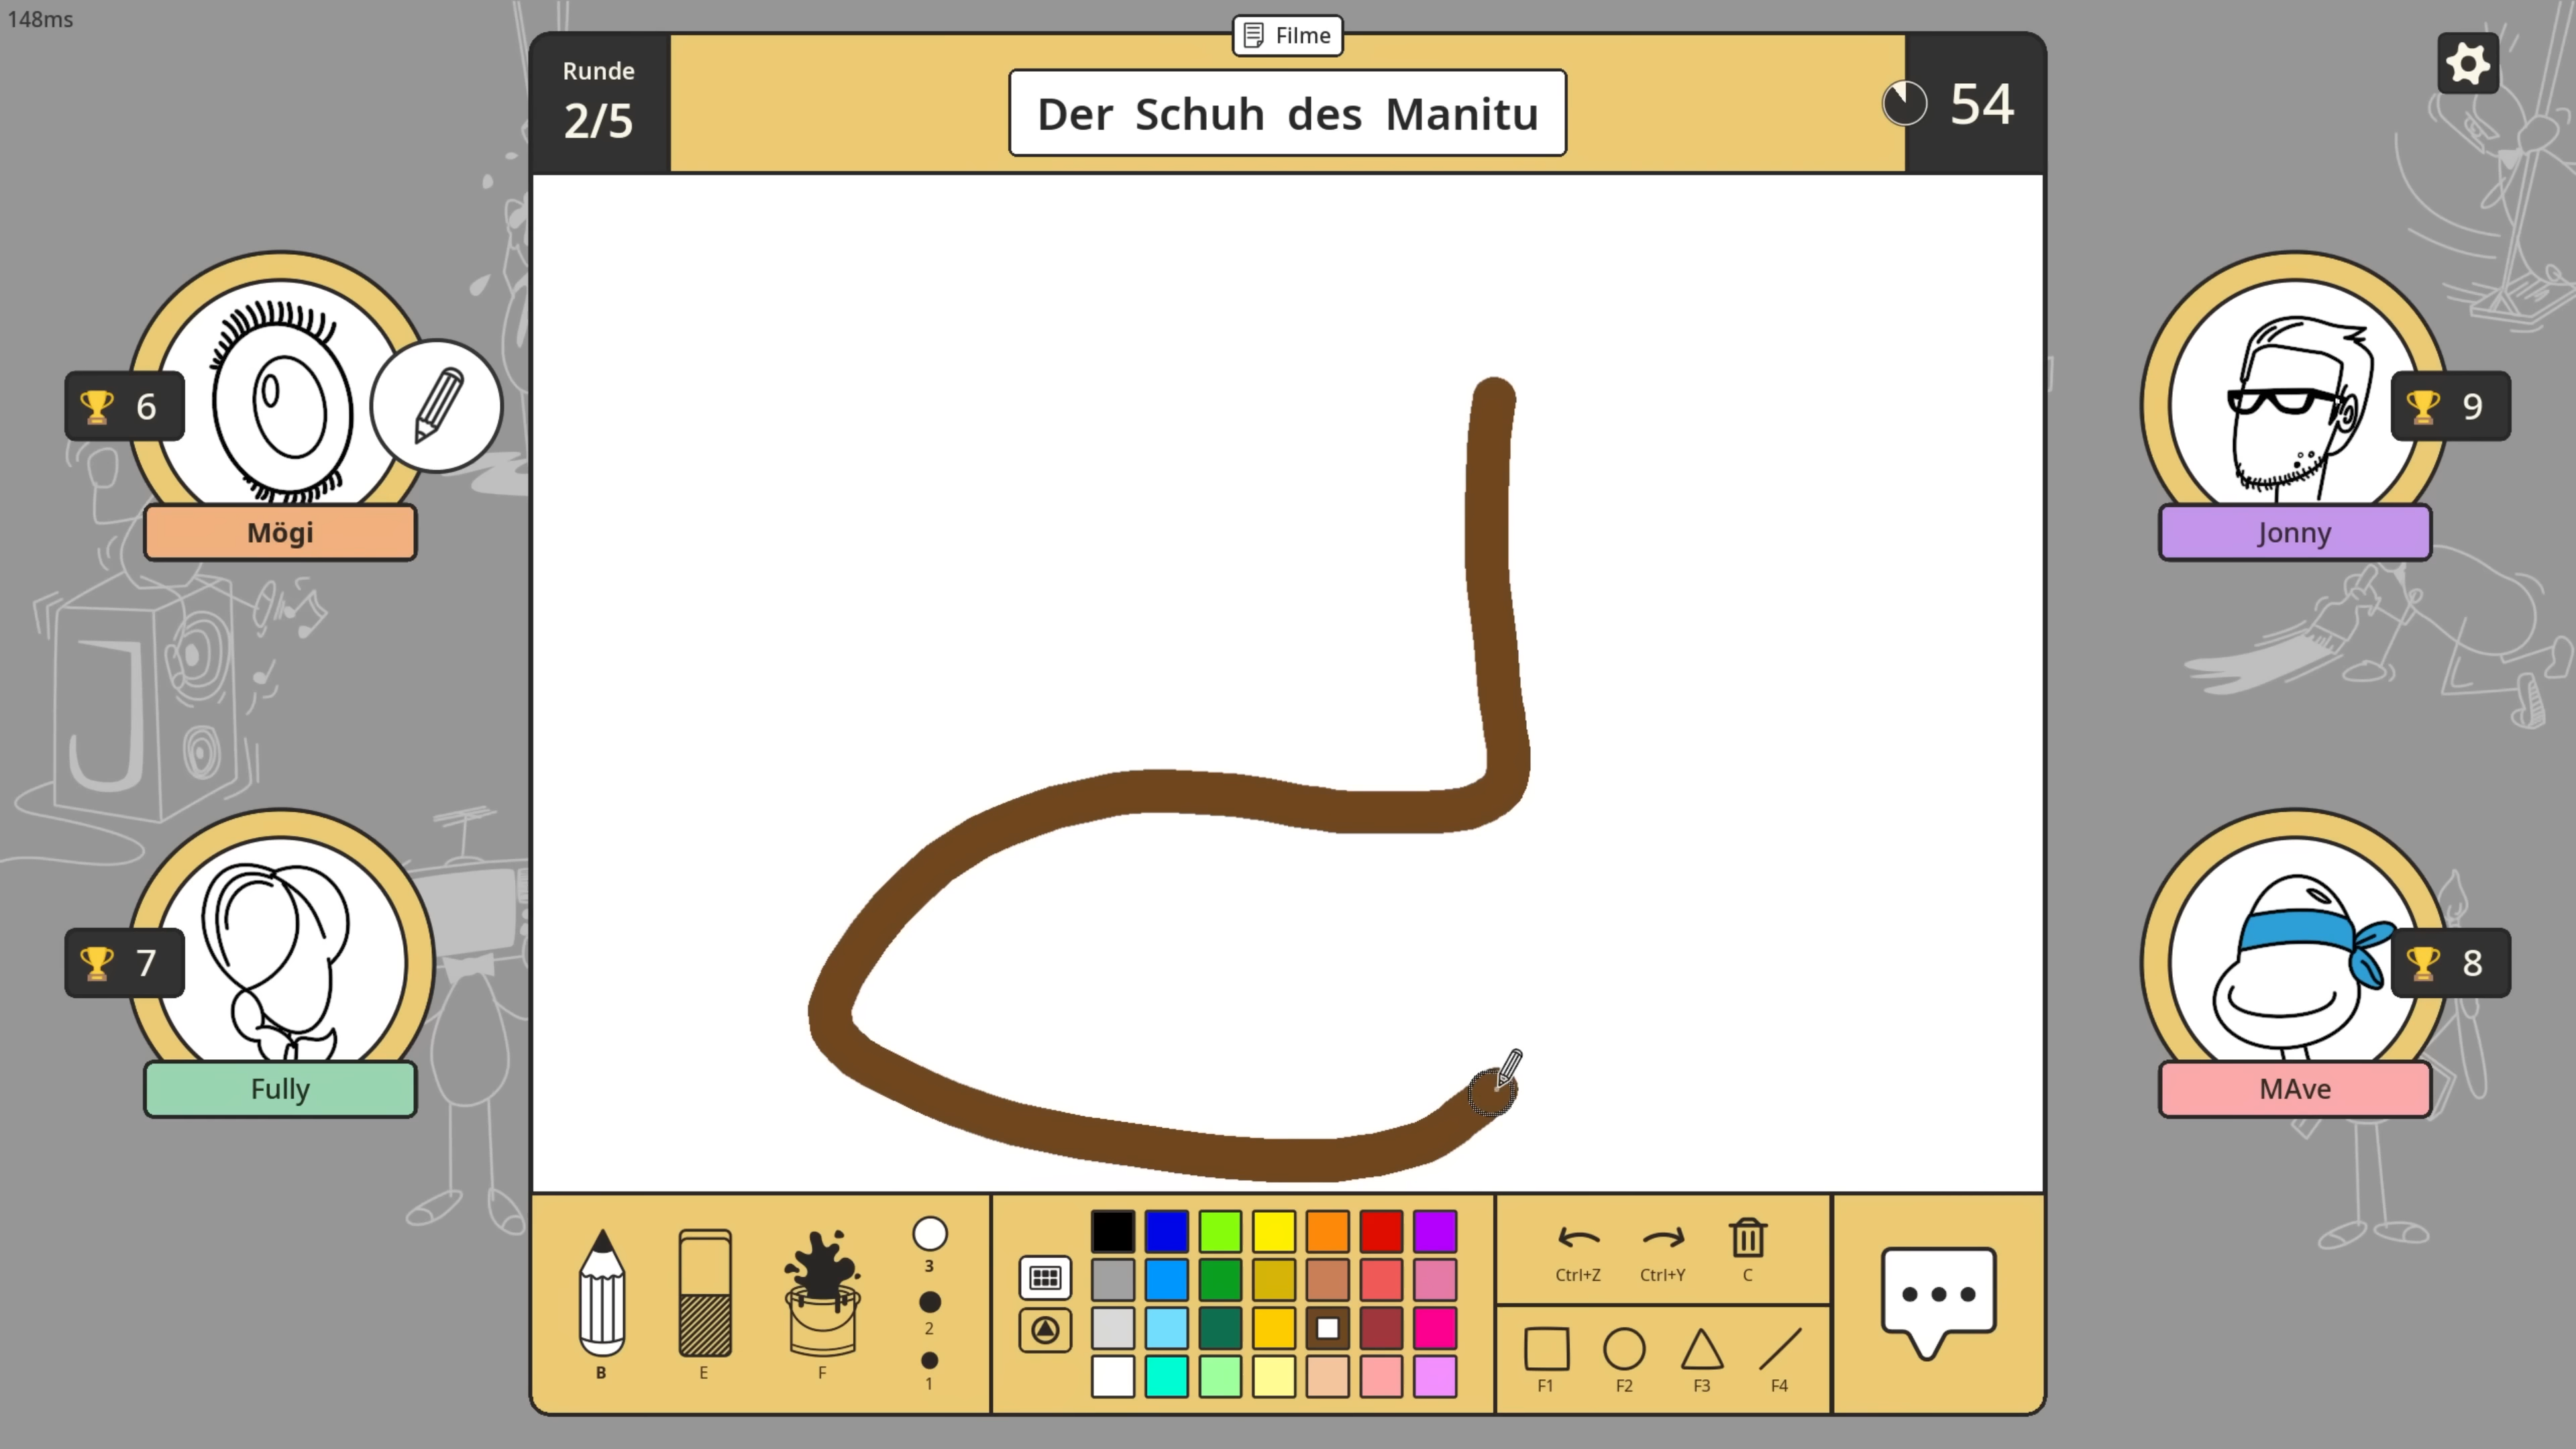 148ms
Filme
Runde
2/5
Der Schuh des Manitu
54
6
Mögi
9
Jonny
J
7
Fully
8
MAve
B
E
F
3
2
1
Ctrl+Z
Ctrl+Y
C
F1
F2
F3
F4